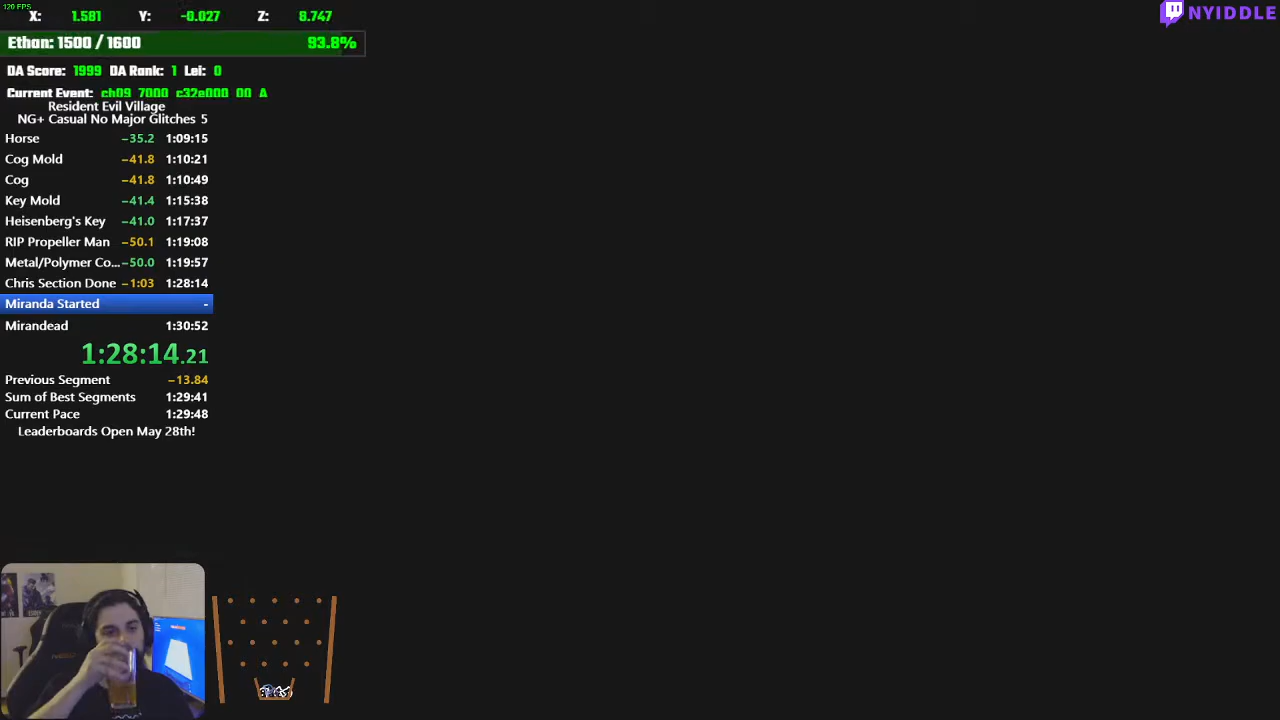 120 FPS
X: 1.581 Y: -0.027 Z: 8.747
NYIDDLE
Ethan: 1500 / 1600 93.8%
DA Score: 1999 DA Rank: 1 Lei: 0
Current Event: ch09_7000_c32e000_00_A
Resident Evil Village
NG+ Casual No Major Glitches 5
Horse −35.2 1:09:15
Cog Mold −41.8 1:10:21
Cog −41.8 1:10:49
Key Mold −41.4 1:15:38
Heisenberg's Key −41.0 1:17:37
RIP Propeller Man −50.1 1:19:08
Metal/Polymer Co... −50.0 1:19:57
Chris Section Done −1:03 1:28:14
Miranda Started -
Mirandead 1:30:52
1:28:14.21
Previous Segment −13.84
Sum of Best Segments 1:29:41
Current Pace 1:29:48
Leaderboards Open May 28th!